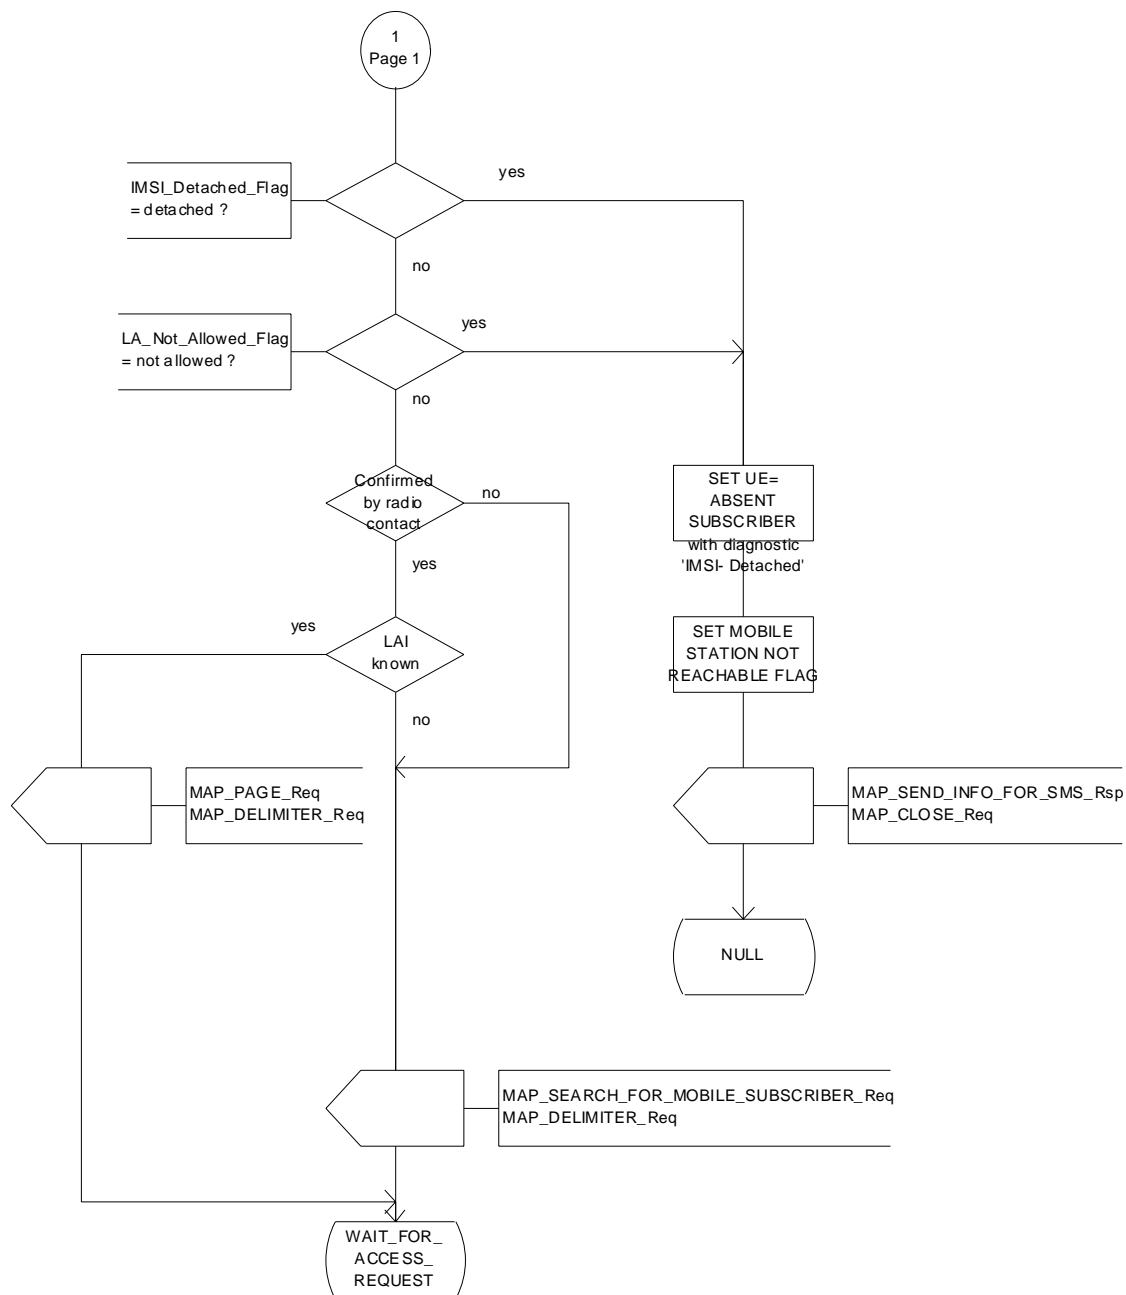 1
Page 1
yes
IMSI_Detached_Flag
= detached ?
no
yes
LA_Not_Allowed_Flag
= not allowed ?
no
Confirmed
by radio
contact
no
SET UE=
ABSENT
SUBSCRIBER
with diagnostic
'IMSI- Detached'
yes
yes
LAI
known
SET MOBILE
STATION NOT
REACHABLE FLAG
no
MAP_PAGE_Req
MAP_DELIMITER_Req
MAP_SEND_INFO_FOR_SMS_Rsp
MAP_CLOSE_Req
NULL
MAP_SEARCH_FOR_MOBILE_SUBSCRIBER_Req
MAP_DELIMITER_Req
WAIT_FOR_
ACCESS_
REQUEST